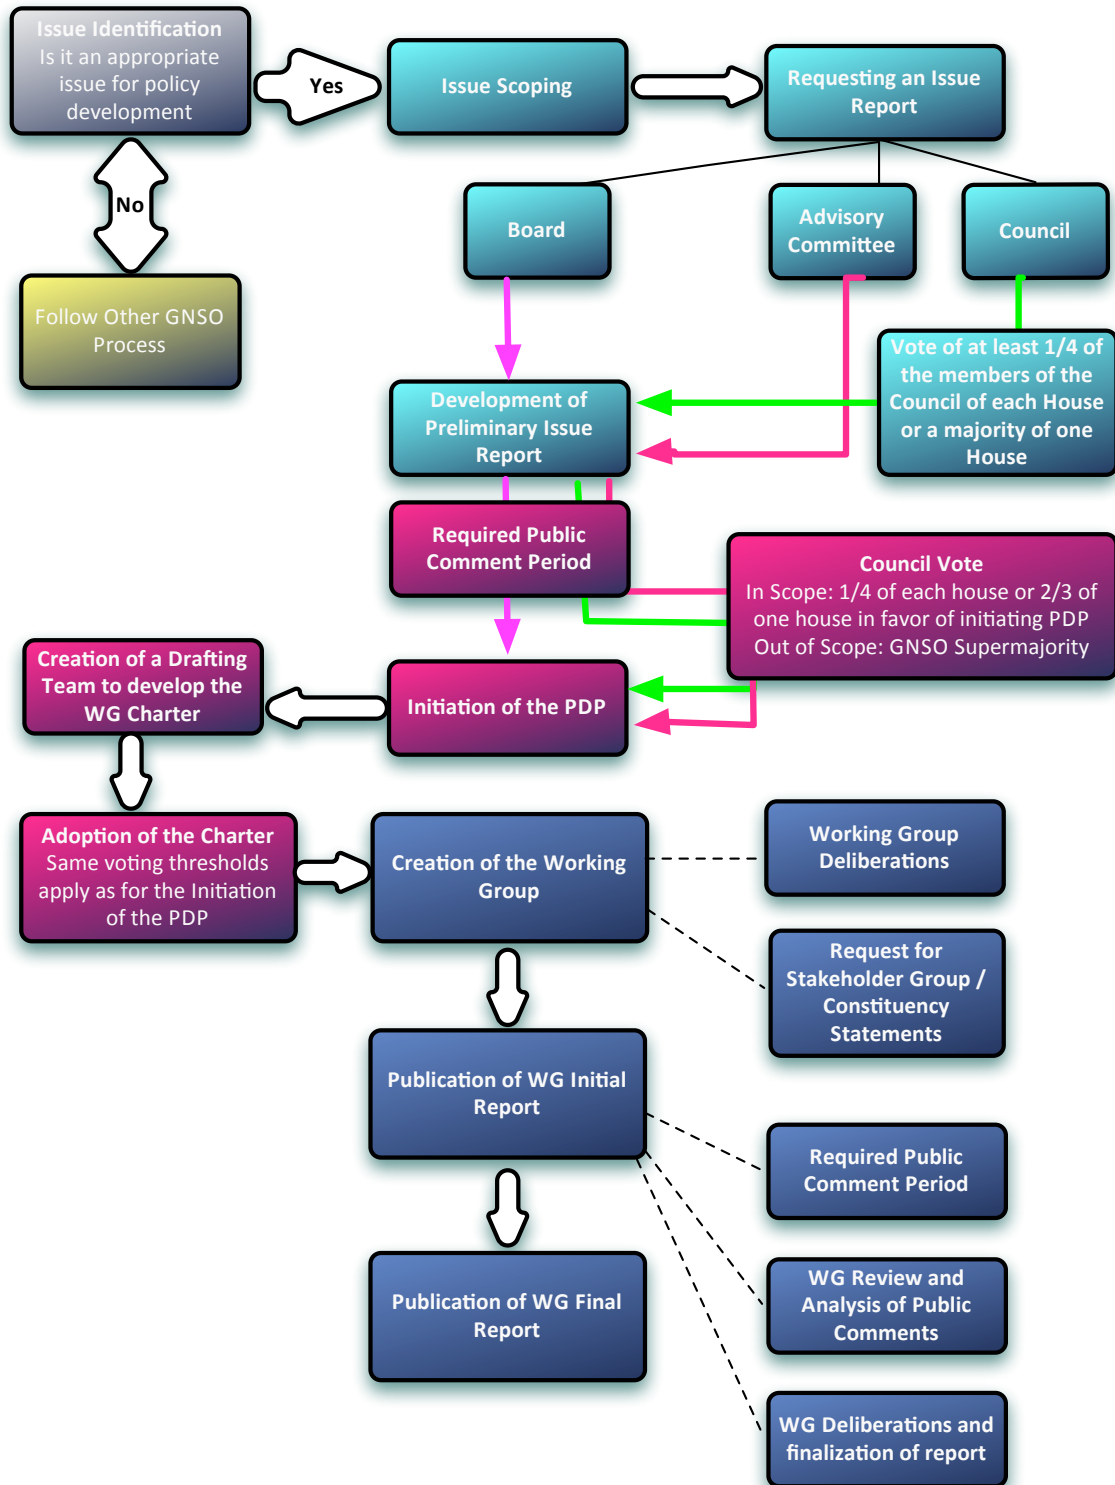 Issue Identification
Is it an appropriate
issue for policy
development
Yes
Issue Scoping
Requesting an Issue
Report
No
Follow Other GNSO
Process
Board
Advisory
Committee
Council
Vote of at least 1/4 of
the members of the
Council of each House
or a majority of one
House
Development of
Preliminary Issue
Report
Required Public
Comment Period
Council Vote
In Scope: 1/4 of each house or 2/3 of
one house in favor of initiating PDP
Out of Scope: GNSO Supermajority
Initiation of the PDP
Creation of a Drafting
Team to develop the
WG Charter
Adoption of the Charter
Same voting thresholds
apply as for the Initiation
of the PDP
Creation of the Working
Group
Working Group
Deliberations
Request for
Stakeholder Group /
Constituency
Statements
Publication of WG Initial
Report
Required Public
Comment Period
WG Review and
Analysis of Public
Comments
WG Deliberations and
finalization of report
Publication of WG Final
Report